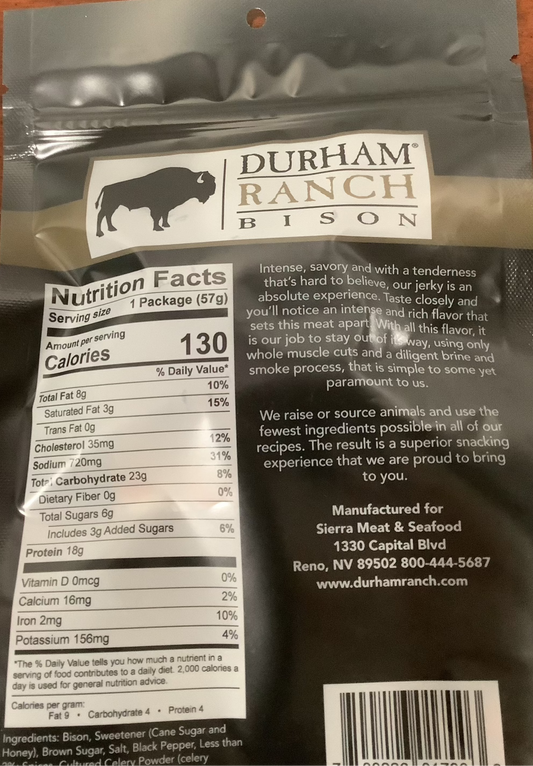 DURHAM®
RANCH
BISON
Nutrition Facts
Serving size 1 Package (57g)
Amount per serving
Calories 130
% Daily Value*
Total Fat 8g 10%
Saturated Fat 3g 15%
Trans Fat 0g
Cholesterol 35mg 12%
Sodium 720mg 31%
Total Carbohydrate 23g 8%
Dietary Fiber 0g 0%
Total Sugars 6g
Includes 3g Added Sugars 6%
Protein 18g
Vitamin D 0mcg 0%
Calcium 16mg 2%
Iron 2mg 10%
Potassium 156mg 4%
*The % Daily Value tells you how much a nutrient in a
serving of food contributes to a daily diet. 2,000 calories a
day is used for general nutrition advice.
Calories per gram:
Fat 9 • Carbohydrate 4 • Protein 4
Ingredients: Bison, Sweetener (Cane Sugar and
Honey), Brown Sugar, Salt, Black Pepper, Less than
2% Spices, Cultured Celery Powder (celery
Intense, savory and with a tenderness
that's hard to believe, our jerky is an
absolute experience. Taste closely and
you'll notice an intense and rich flavor that
sets this meat apart. With all this flavor, it
is our job to stay out of its way, using only
whole muscle cuts and a diligent brine and
smoke process, that is simple to some yet
paramount to us.
We raise or source animals and use the
fewest ingredients possible in all of our
recipes. The result is a superior snacking
experience that we are proud to bring
to you.
Manufactured for
Sierra Meat & Seafood
1330 Capital Blvd
Reno, NV 89502 800-444-5687
www.durhamranch.com